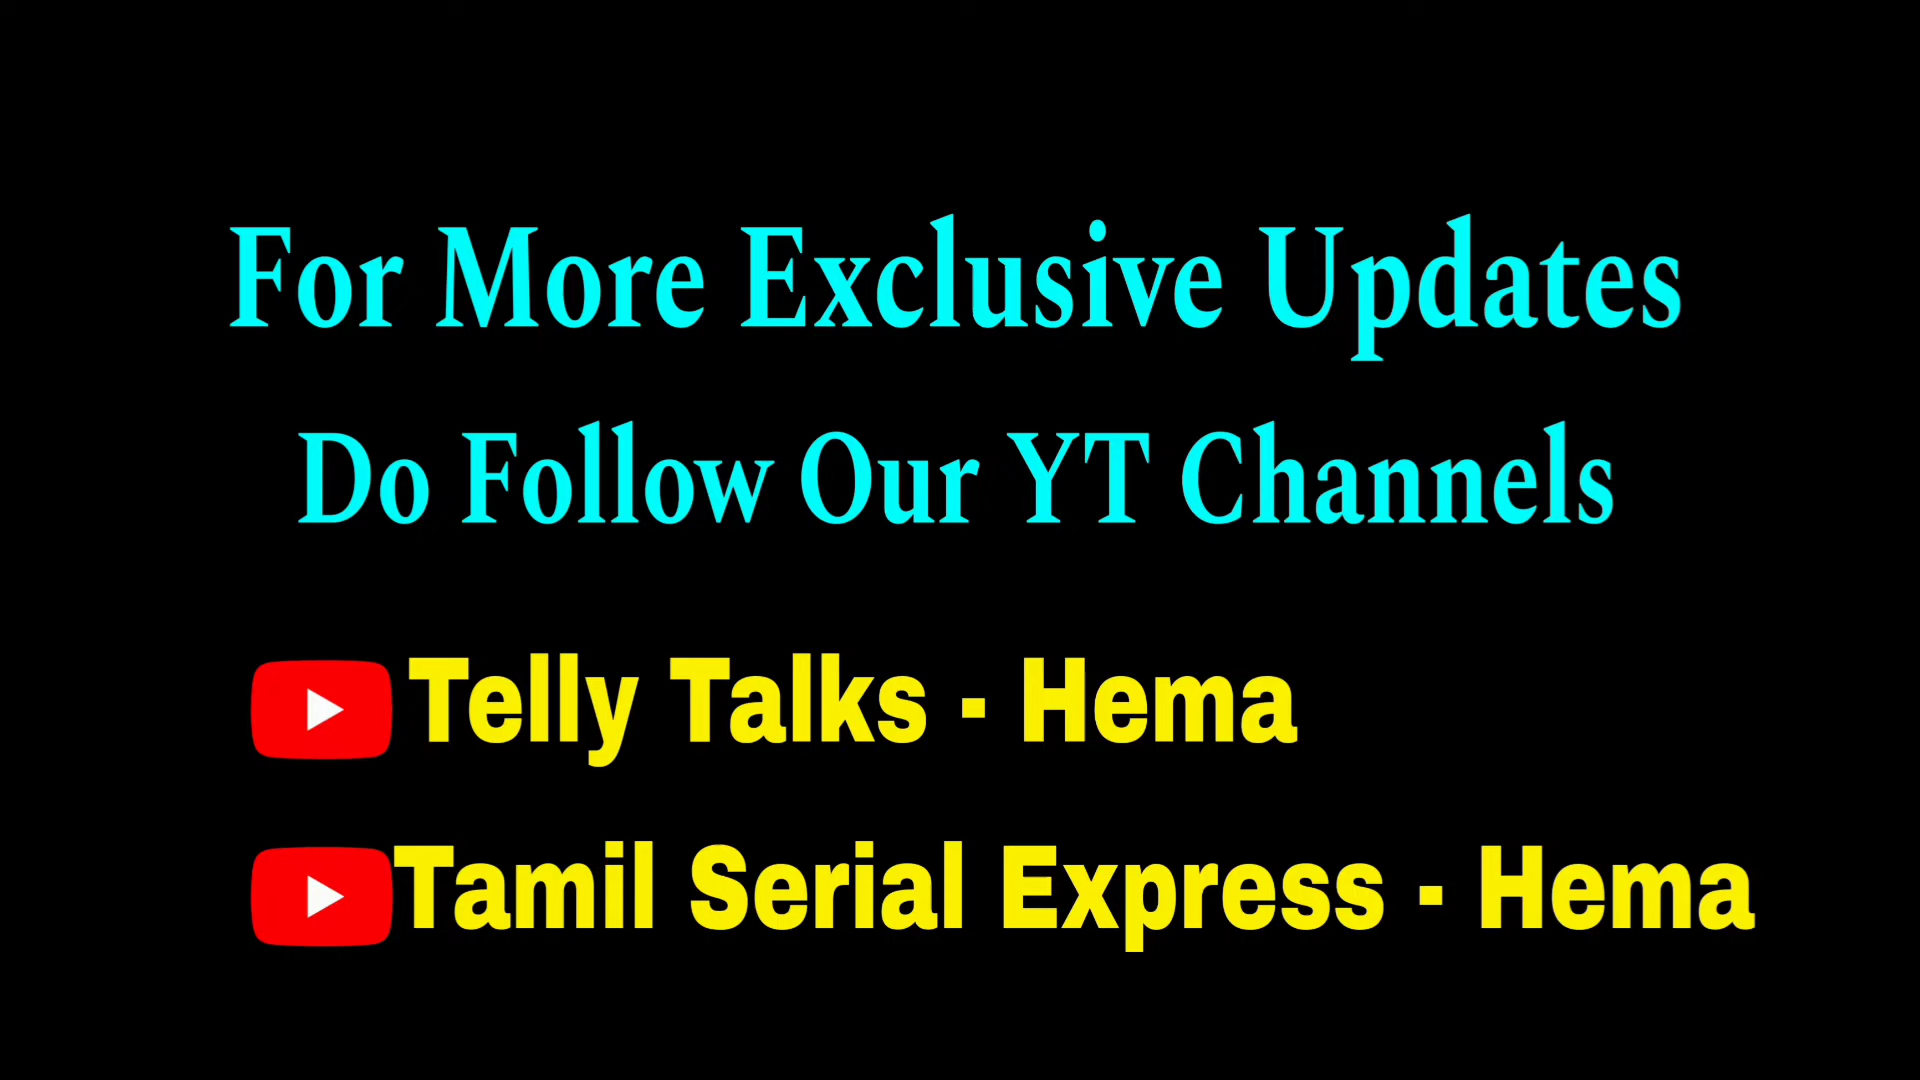 For More Exclusive Updates
Do Follow Our YT Channels
Telly Talks - Hema
Tamil Serial Express - Hema